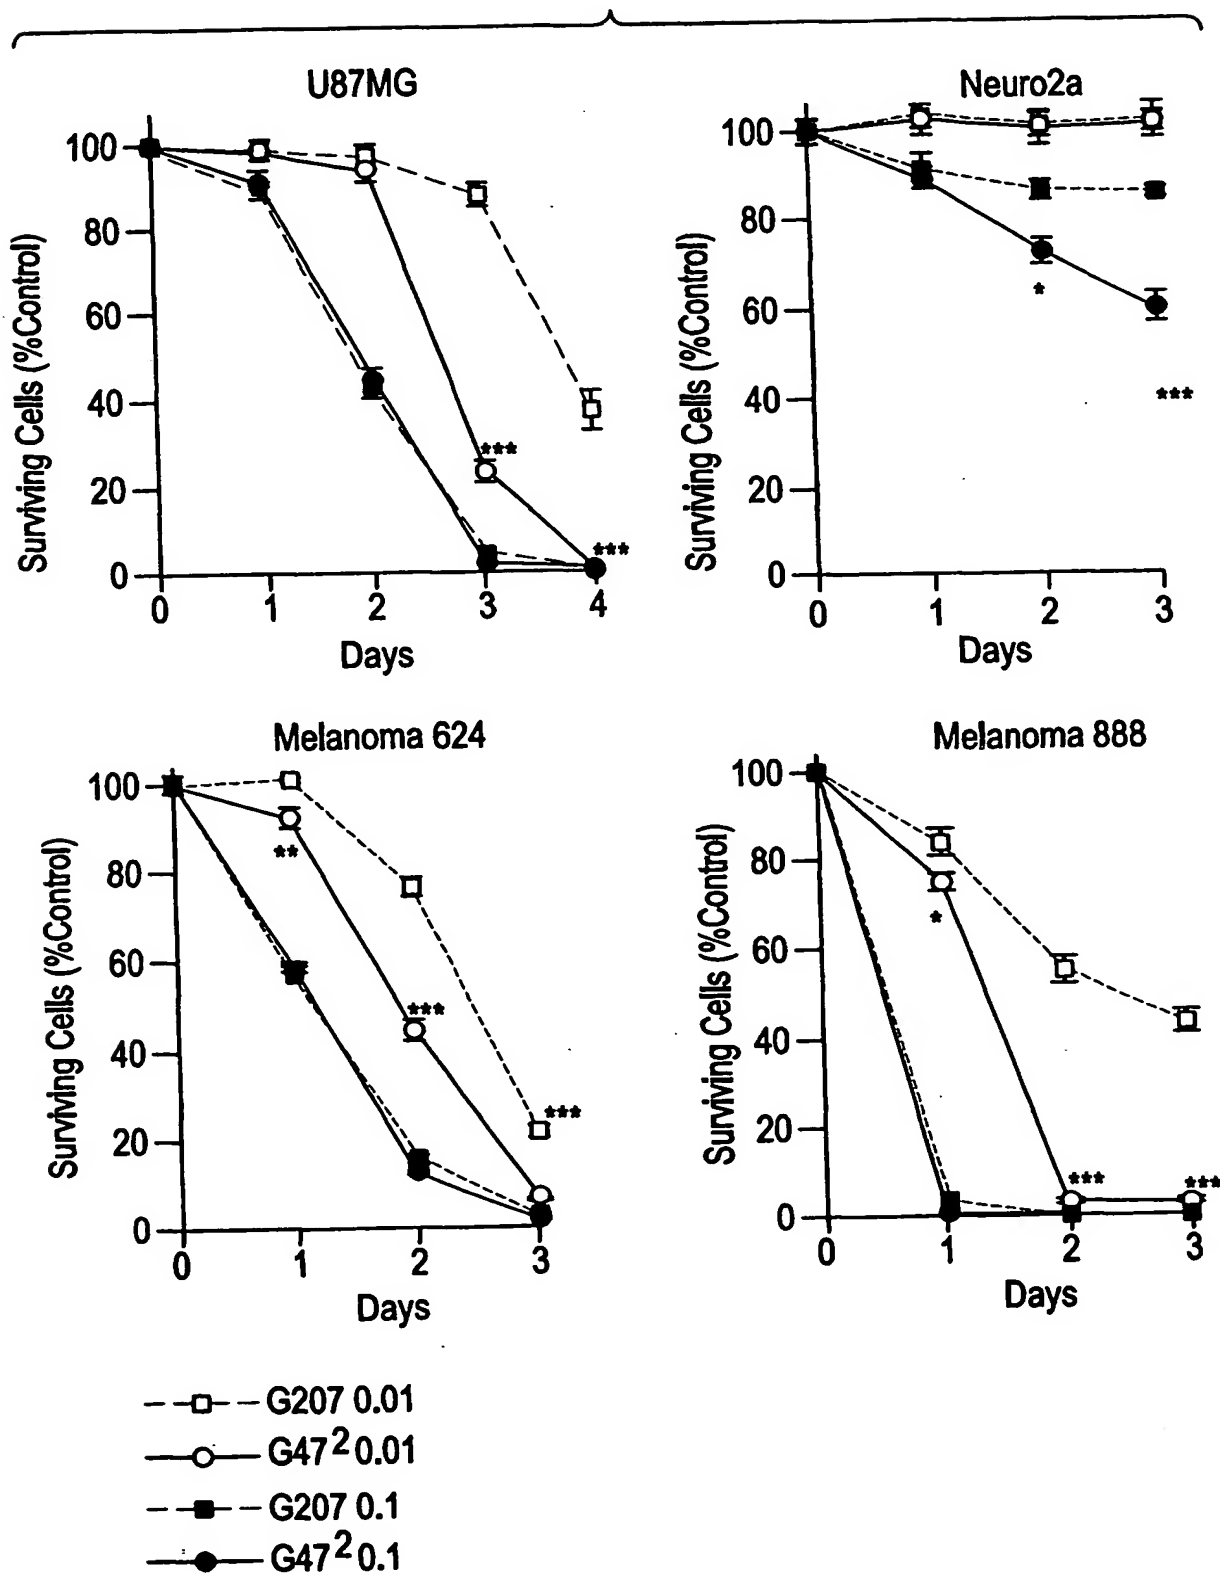 U87MG
Surviving Cells (%Control)
100
80
60
40
20
0
***
***
0 1 2 3 4
Days
Neuro2a
Surviving Cells (%Control)
100
80
60
40
20
0
*
***
0 1 2 3
Days
Melanoma 624
Surviving Cells (%Control)
100
80
60
40
20
0
**
***
***
0 1 2 3
Days
Melanoma 888
Surviving Cells (%Control)
100
80
60
40
20
0
*
***
***
0 1 2 3
Days
G207 0.01
G47² 0.01
G207 0.1
G47² 0.1